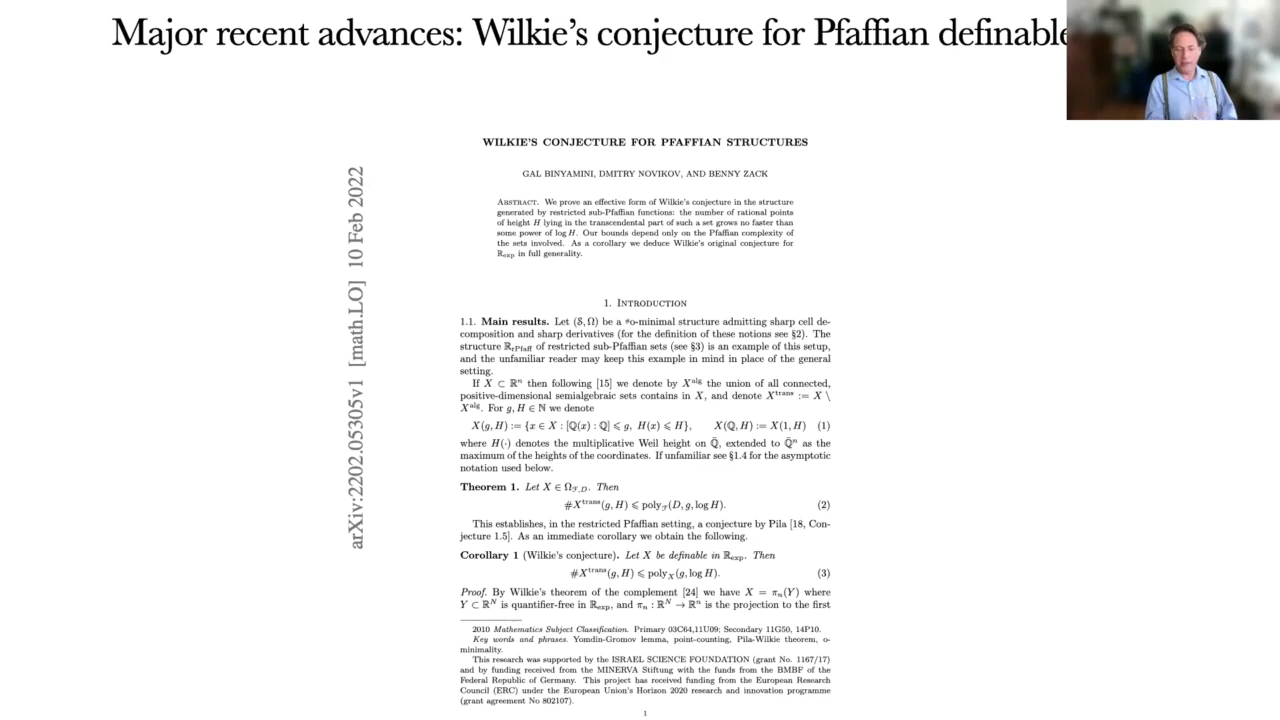 Major recent advances: Wilkie's conjecture for Pfaffian definable
arXiv:2202.05305v1 [math.LO] 10 Feb 2022
WILKIE'S CONJECTURE FOR PFAFFIAN STRUCTURES
GAL BINYAMINI, DMITRY NOVIKOV, AND BENNY ZACK
ABSTRACT. We prove an effective form of Wilkie's conjecture in the structure
generated by restricted sub-Pfaffian functions: the number of rational points
of height H lying in the transcendental part of such a set grows no faster than
some power of log H. Our bounds depend only on the Pfaffian complexity of
the sets involved. As a corollary we deduce Wilkie's original conjecture for
ℝexp in full generality.
1. INTRODUCTION
1.1. Main results. Let (𝒮, Ω) be a #o-minimal structure admitting sharp cell de-
composition and sharp derivatives (for the definition of these notions see §2). The
structure ℝrPfaff of restricted sub-Pfaffian sets (see §3) is an example of this setup,
and the unfamiliar reader may keep this example in mind in place of the general
setting.
If X ⊂ ℝⁿ then following [15] we denote by X^alg the union of all connected,
positive-dimensional semialgebraic sets contains in X, and denote X^trans := X \
X^alg. For g, H ∈ ℕ we denote
X(g, H) := {x ∈ X : [ℚ(x) : ℚ] ⩽ g, H(x) ⩽ H}, X(ℚ, H) := X(1, H) (1)
where H(·) denotes the multiplicative Weil height on ℚ̄, extended to ℚ̄ⁿ as the
maximum of the heights of the coordinates. If unfamiliar see §1.4 for the asymptotic
notation used below.
Theorem 1. Let X ∈ Ω_ℱ,D. Then
#X^trans(g, H) ⩽ poly_ℱ(D, g, log H). (2)
This establishes, in the restricted Pfaffian setting, a conjecture by Pila [18, Con-
jecture 1.5]. As an immediate corollary we obtain the following.
Corollary 1 (Wilkie's conjecture). Let X be definable in ℝexp. Then
#X^trans(g, H) ⩽ poly_X(g, log H). (3)
Proof. By Wilkie's theorem of the complement [24] we have X = π_n(Y) where
Y ⊂ ℝ^N is quantifier-free in ℝexp, and π_n : ℝ^N → ℝⁿ is the projection to the first
2010 Mathematics Subject Classification. Primary 03C64,11U09; Secondary 11G50, 14P10.
Key words and phrases. Yomdin-Gromov lemma, point-counting, Pila-Wilkie theorem, o-
minimality.
This research was supported by the ISRAEL SCIENCE FOUNDATION (grant No. 1167/17)
and by funding received from the MINERVA Stiftung with the funds from the BMBF of the
Federal Republic of Germany. This project has received funding from the European Research
Council (ERC) under the European Union's Horizon 2020 research and innovation programme
(grant agreement No 802107).
1